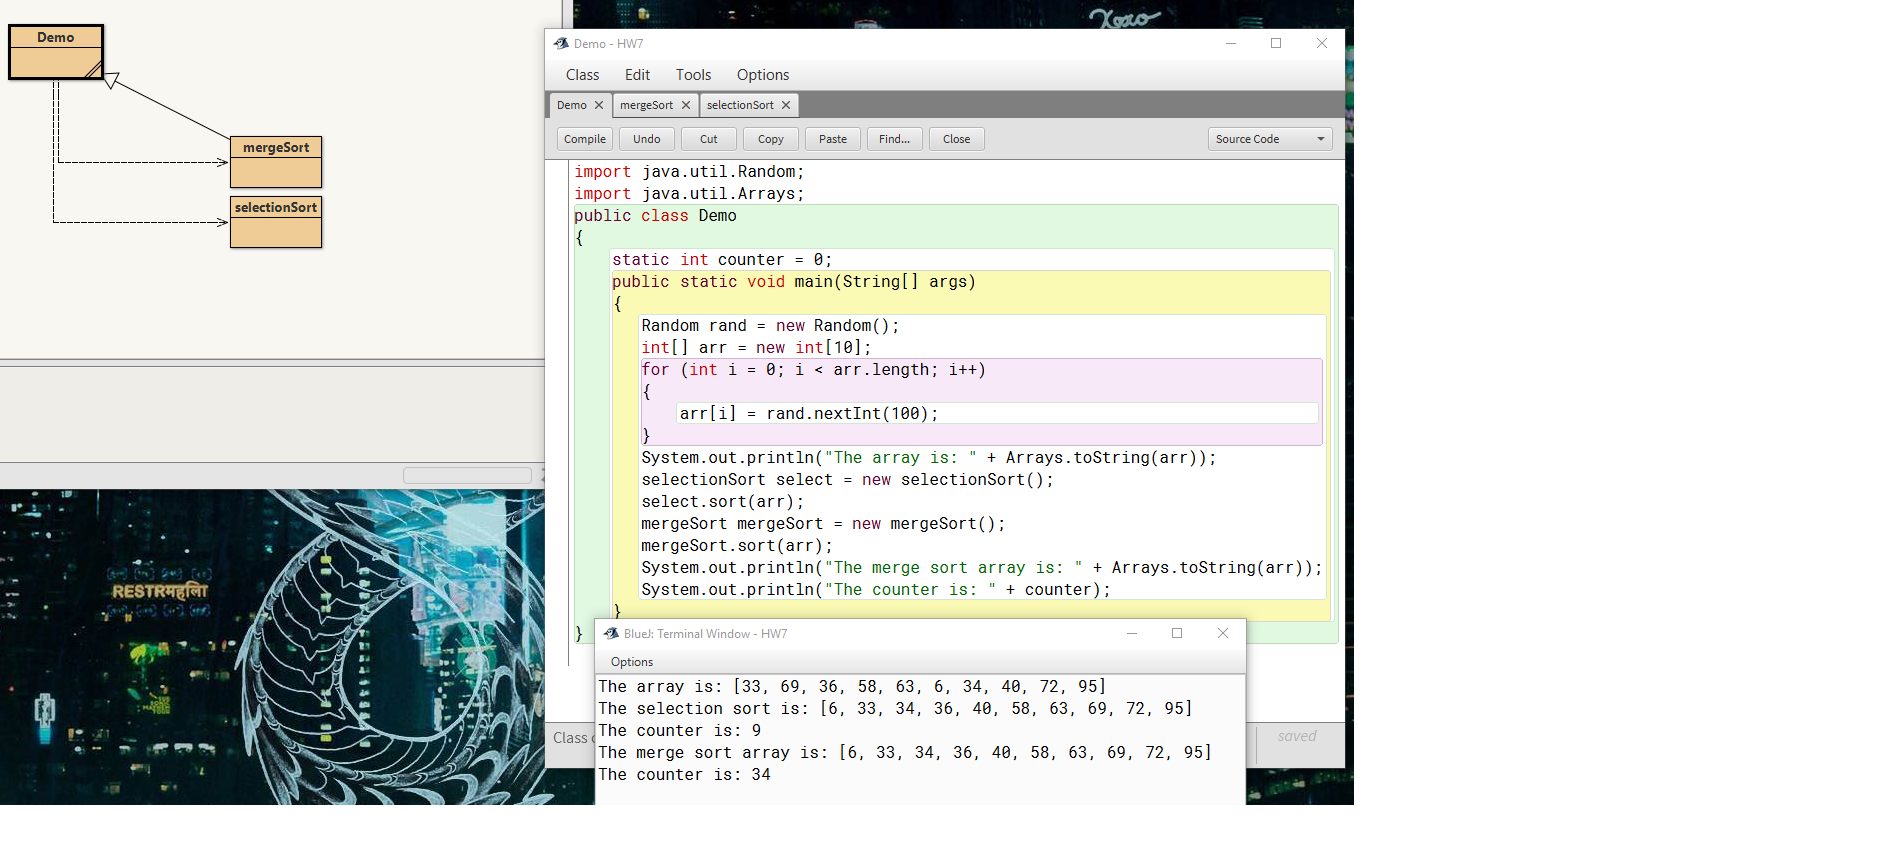 Demo
mergeSort
selectionSort
Xoxo
RESTRमहूलि
Demo - HW7
Class Edit Tools Options
Demo mergeSort selectionSort
Compile Undo Cut Copy Paste Find... Close Source Code
import java.util.Random;
import java.util.Arrays;
public class Demo
{
static int counter = 0;
public static void main(String[] args)
{
Random rand = new Random();
int[] arr = new int[10];
for (int i = 0; i < arr.length; i++)
{
arr[i] = rand.nextInt(100);
}
System.out.println("The array is: " + Arrays.toString(arr));
selectionSort select = new selectionSort();
select.sort(arr);
mergeSort mergeSort = new mergeSort();
mergeSort.sort(arr);
System.out.println("The merge sort array is: " + Arrays.toString(arr));
System.out.println("The counter is: " + counter);
}
}
Class saved
BlueJ: Terminal Window - HW7
Options
The array is: [33, 69, 36, 58, 63, 6, 34, 40, 72, 95]
The selection sort is: [6, 33, 34, 36, 40, 58, 63, 69, 72, 95]
The counter is: 9
The merge sort array is: [6, 33, 34, 36, 40, 58, 63, 69, 72, 95]
The counter is: 34